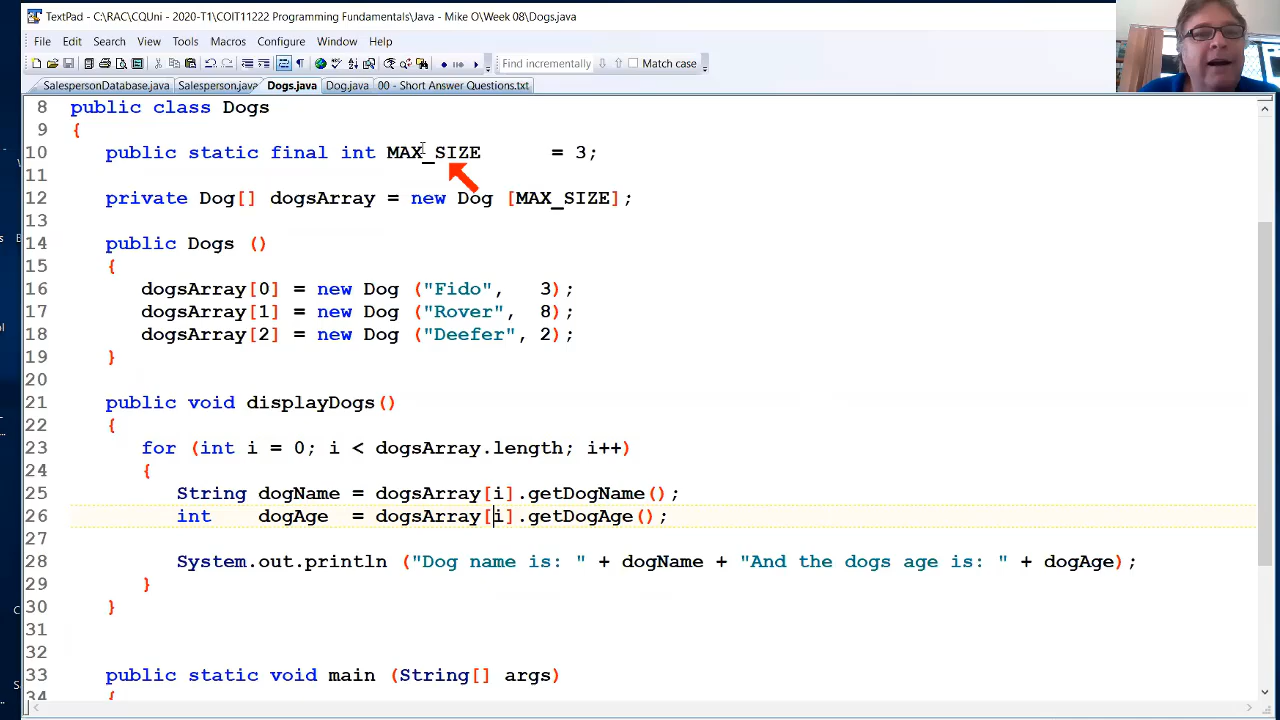 TextPad - C:\RAC\CQUni - 2020-T1\COIT11222 Programming Fundamentals\Java - Mike O\Week 08\Dogs.java
File Edit Search View Tools Macros Configure Window Help
Find incrementally Match case
SalespersonDatabase.java Salesperson.java Dogs.java Dog.java 00 - Short Answer Questions.txt
8 public class Dogs
9 {
10 public static final int MAX_SIZE = 3;
11
12 private Dog[] dogsArray = new Dog [MAX_SIZE];
13
14 public Dogs ()
15 {
16 dogsArray[0] = new Dog ("Fido", 3);
17 dogsArray[1] = new Dog ("Rover", 8);
18 dogsArray[2] = new Dog ("Deefer", 2);
19 }
20
21 public void displayDogs()
22 {
23 for (int i = 0; i < dogsArray.length; i++)
24 {
25 String dogName = dogsArray[i].getDogName();
26 int dogAge = dogsArray[i].getDogAge();
27
28 System.out.println ("Dog name is: " + dogName + "And the dogs age is: " + dogAge);
29 }
30 }
31
32
33 public static void main (String[] args)
34 {